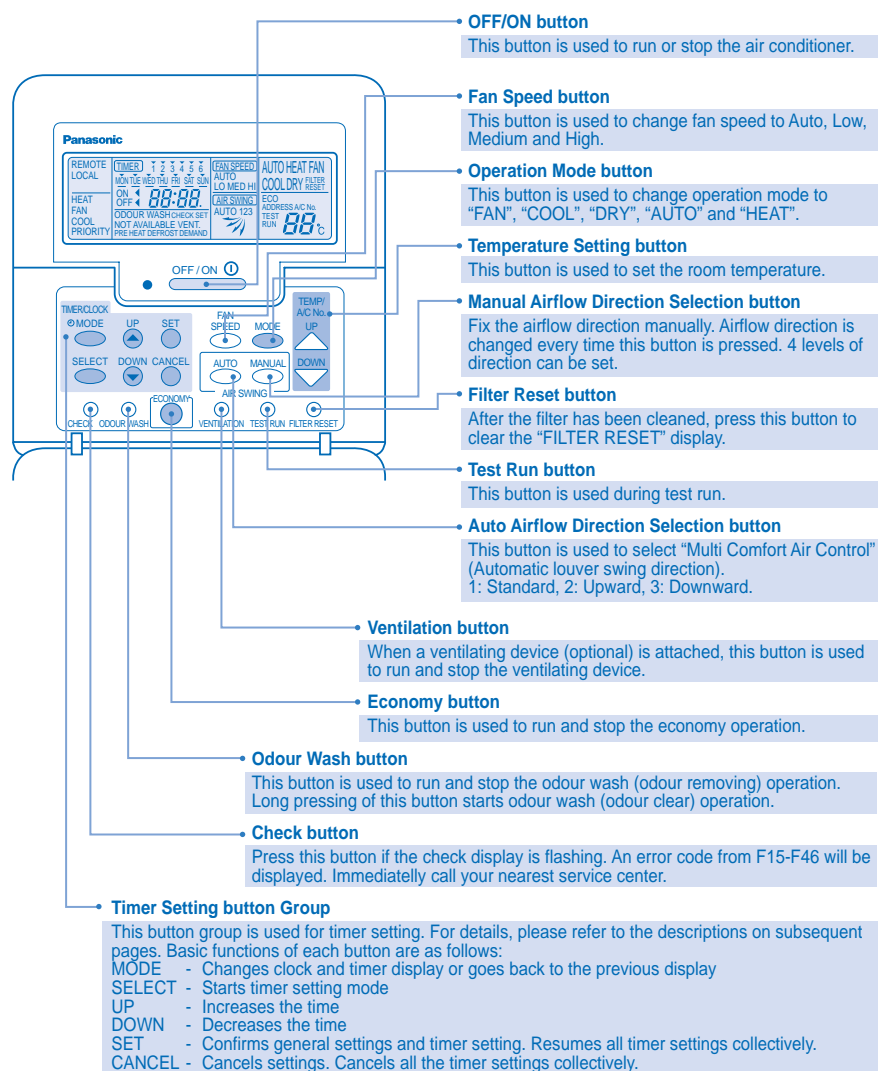 OFF/ON button
This button is used to run or stop the air conditioner.
Fan Speed button
This button is used to change fan speed to Auto, Low,
Medium and High.
Operation Mode button
This button is used to change operation mode to
“FAN”, “COOL”, “DRY”, “AUTO” and “HEAT”.
Temperature Setting button
This button is used to set the room temperature.
Manual Airflow Direction Selection button
Fix the airflow direction manually. Airflow direction is
changed every time this button is pressed. 4 levels of
direction can be set.
Filter Reset button
After the filter has been cleaned, press this button to
clear the “FILTER RESET” display.
Test Run button
This button is used during test run.
Auto Airflow Direction Selection button
This button is used to select “Multi Comfort Air Control”
(Automatic louver swing direction).
1: Standard, 2: Upward, 3: Downward.
Panasonic
REMOTE
LOCAL
HEAT
FAN
COOL
PRIORITY
TIMER 1 2 3 4 5 6
MON TUE WED THU FRI SAT SUN
ON
OFF
88:88.
ODOUR WASH CHECK SET
NOT AVAILABLE VENT.
PRE HEAT DEFROST DEMAND
FAN SPEED
AUTO
LO MED HI
AIR SWING
AUTO 123
AUTO HEAT FAN
COOL DRY FILTER
RESET
ECO
ADDRESS A/C No.
TEST
RUN
88°C
OFF / ON
TIMER/CLOCK
MODE UP SET
SELECT DOWN CANCEL
FAN
SPEED
MODE
TEMP/
A/C No.
UP
DOWN
AUTO MANUAL
AIR SWING
ECONOMY
CHECK ODOUR WASH VENTILATION TEST RUN FILTER RESET
Ventilation button
When a ventilating device (optional) is attached, this button is used
to run and stop the ventilating device.
Economy button
This button is used to run and stop the economy operation.
Odour Wash button
This button is used to run and stop the odour wash (odour removing) operation.
Long pressing of this button starts odour wash (odour clear) operation.
Check button
Press this button if the check display is flashing. An error code from F15-F46 will be
displayed. Immediatelly call your nearest service center.
Timer Setting button Group
This button group is used for timer setting. For details, please refer to the descriptions on subsequent
pages. Basic functions of each button are as follows:
MODE - Changes clock and timer display or goes back to the previous display
SELECT - Starts timer setting mode
UP - Increases the time
DOWN - Decreases the time
SET - Confirms general settings and timer setting. Resumes all timer settings collectively.
CANCEL - Cancels settings. Cancels all the timer settings collectively.